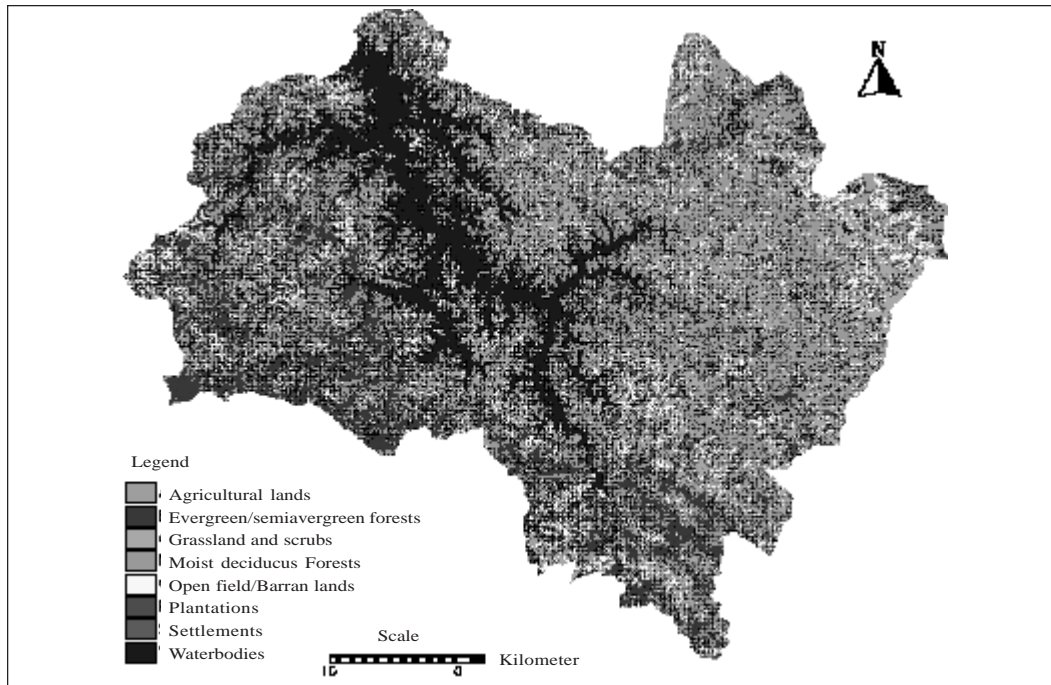 N
Legend
Agricultural lands
Evergreen/semiavergreen forests
Grassland and scrubs
Moist deciducus Forests
Open field/Barran lands
Plantations
Settlements
Waterbodies
Scale
Kilometer